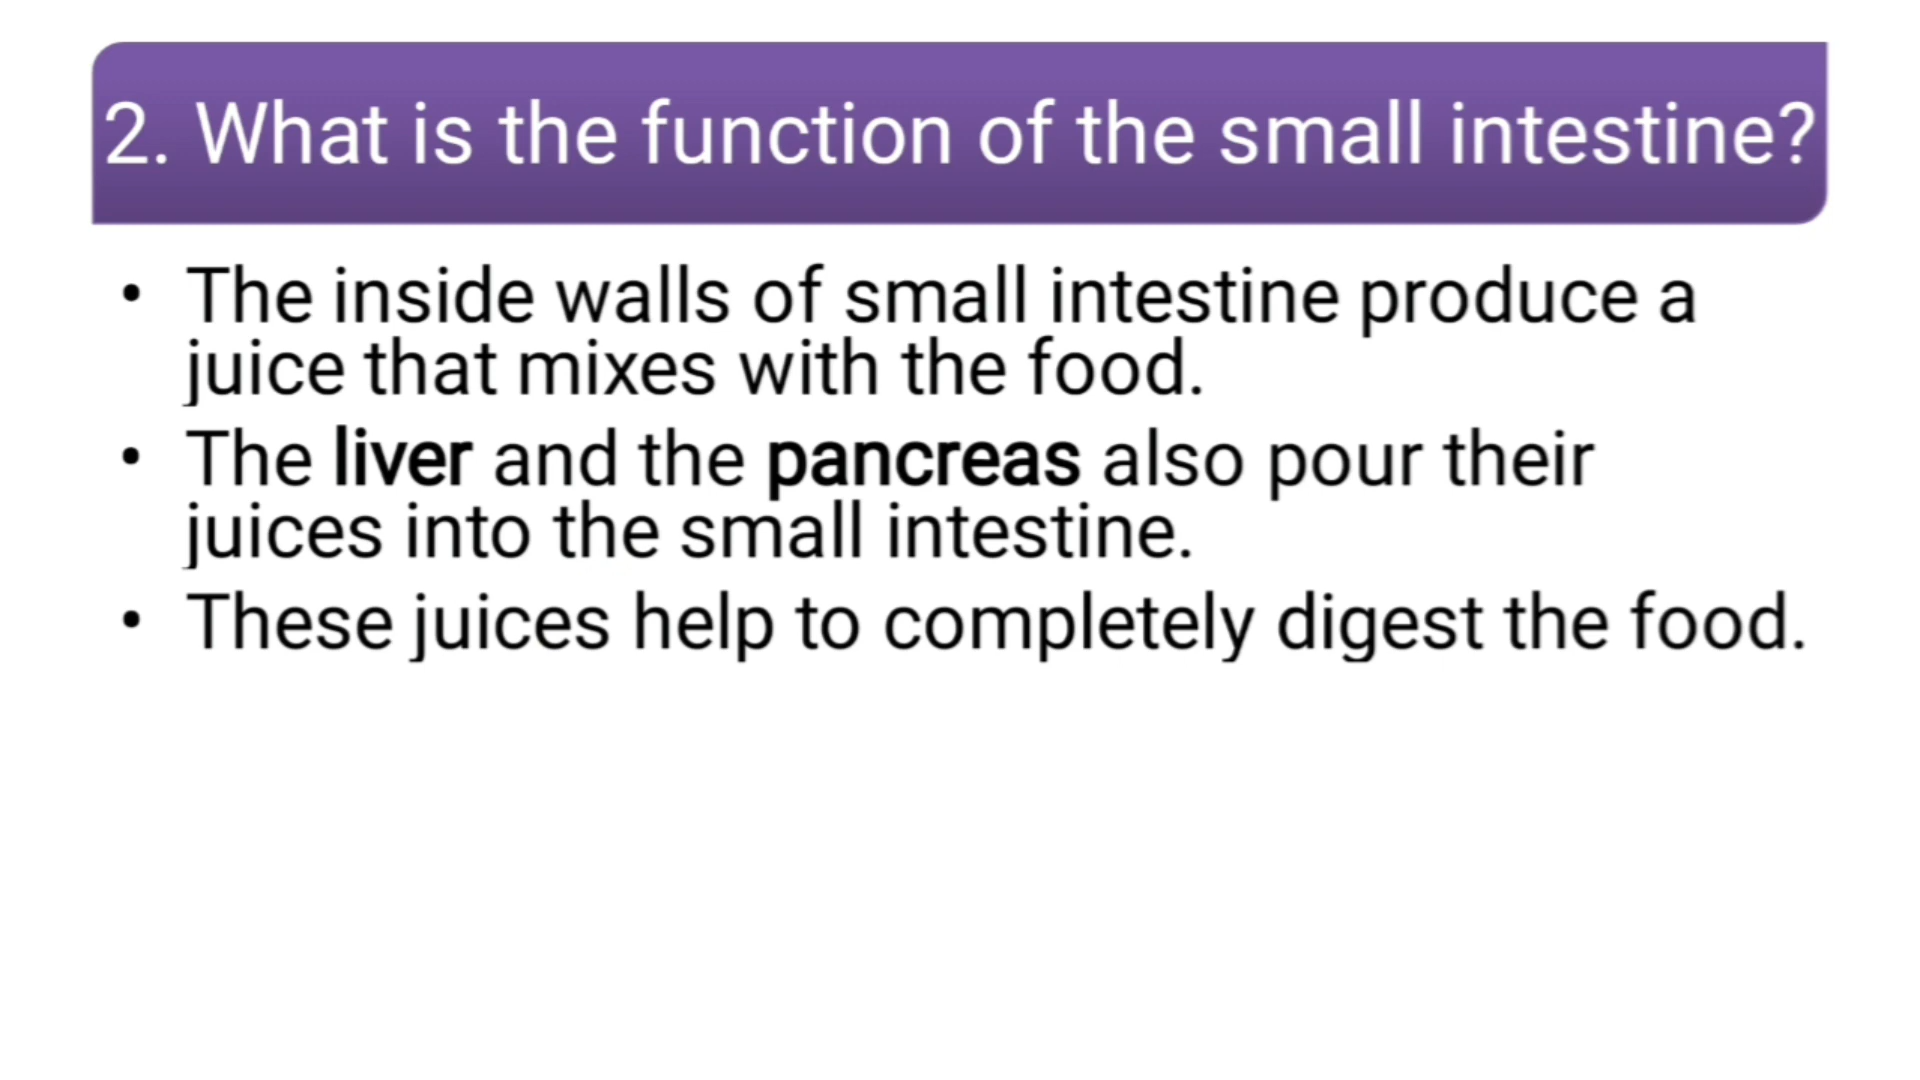 2. What is the function of the small intestine?
• The inside walls of small intestine produce a
juice that mixes with the food.
• The liver and the pancreas also pour their
juices into the small intestine.
• These juices help to completely digest the food.